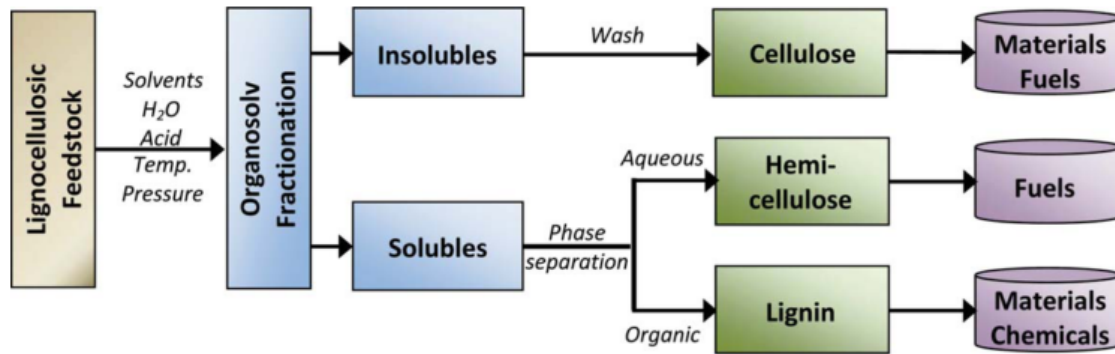 Lignocellulosic
Feedstock
Solvents
H₂O
Acid
Temp.
Pressure
Organosolv
Fractionation
Insolubles
Wash
Cellulose
Materials
Fuels
Solubles
Phase
separation
Aqueous
Hemi-
cellulose
Fuels
Organic
Lignin
Materials
Chemicals